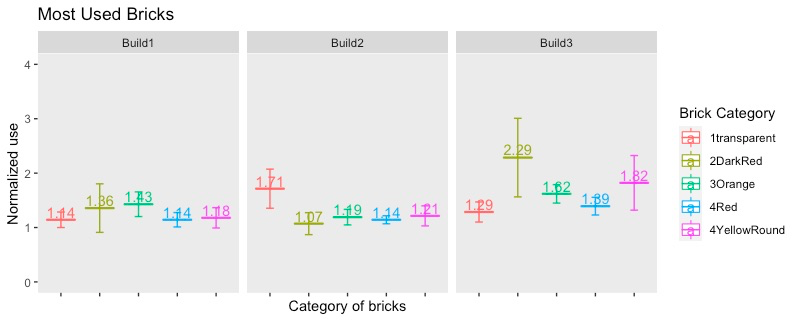 Most Used Bricks
Build1
Build2
Build3
Normalized use
4
3
2
1
0
1.14
1.36
1.43
1.14
1.18
1.71
1.07
1.19
1.14
1.21
1.29
2.29
1.62
1.39
1.82
Category of bricks
Brick Category
a 1transparent
a 2DarkRed
a 3Orange
a 4Red
a 4YellowRound